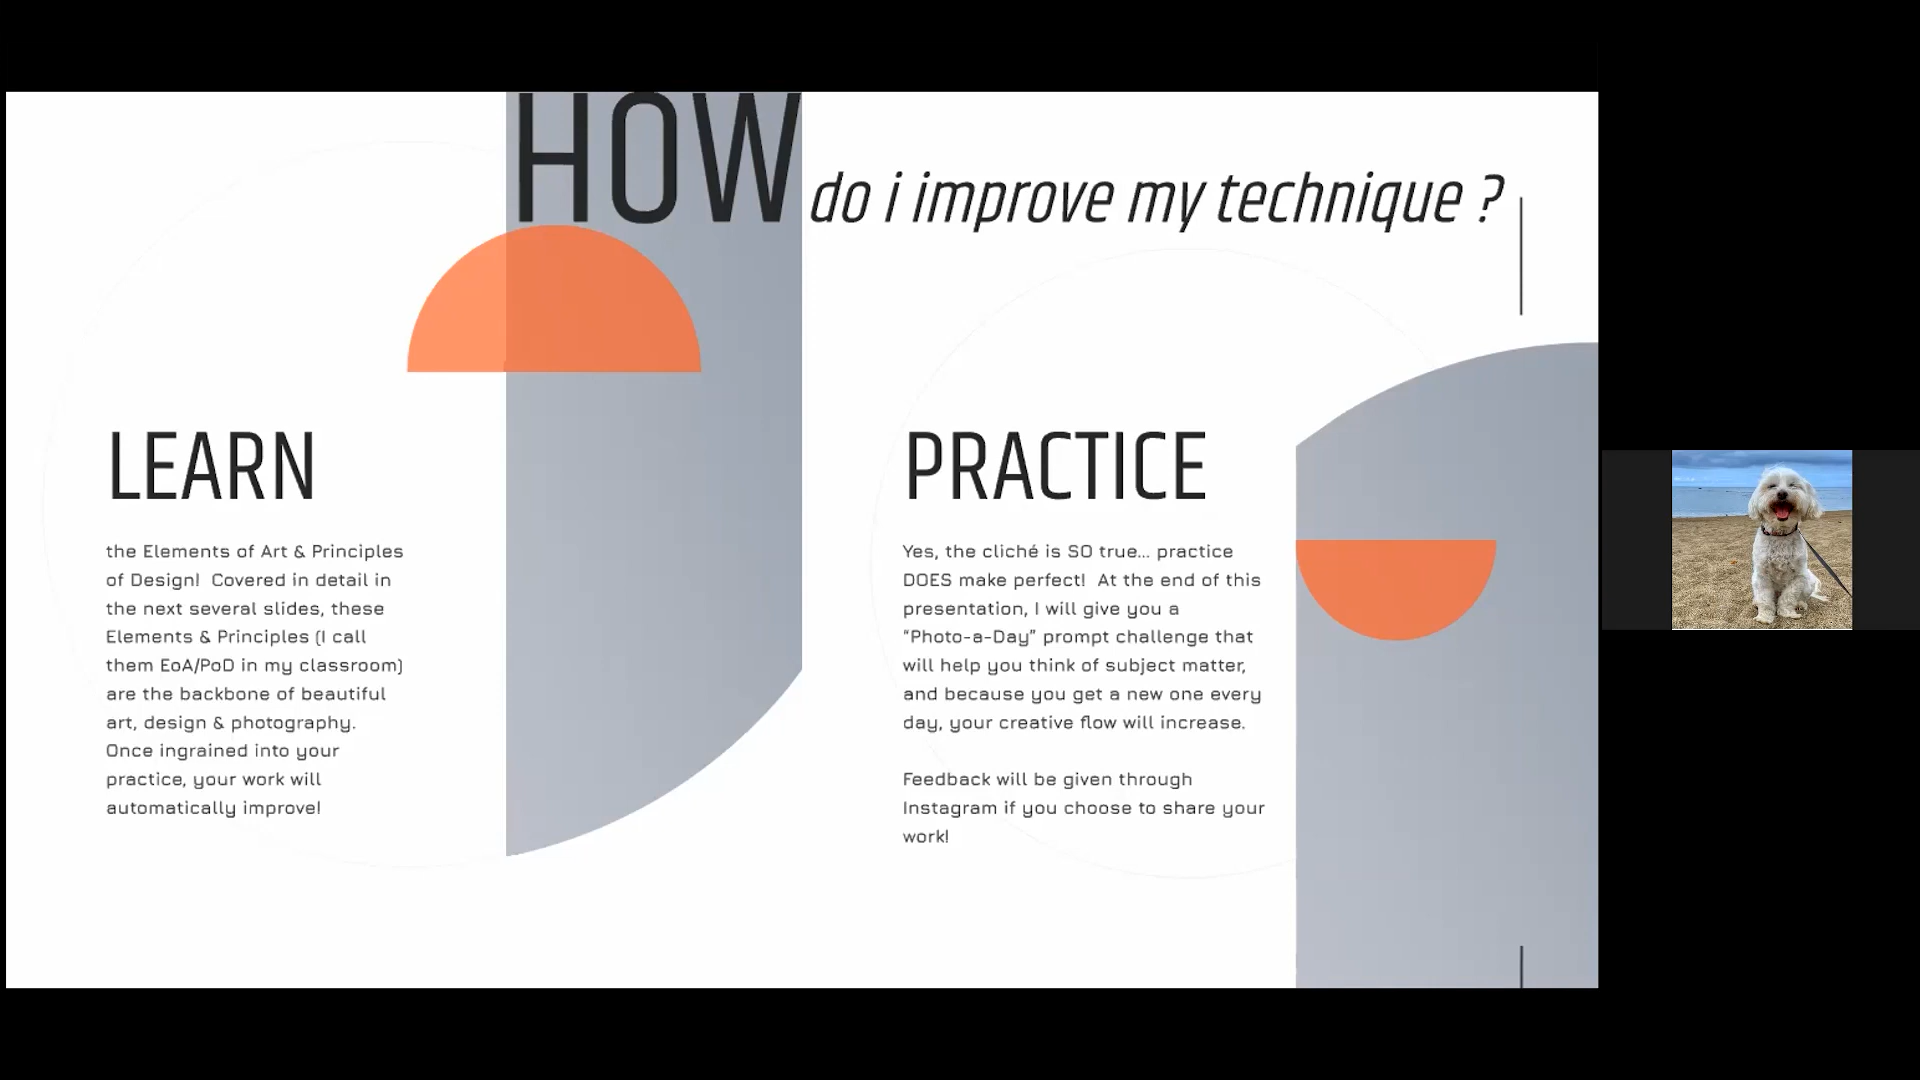 HOW do i improve my technique ?
LEARN
the Elements of Art & Principles
of Design!  Covered in detail in
the next several slides, these
Elements & Principles (I call
them EoA/PoD in my classroom)
are the backbone of beautiful
art, design & photography.
Once ingrained into your
practice, your work will
automatically improve!
PRACTICE
Yes, the cliché is SO true... practice
DOES make perfect!  At the end of this
presentation, I will give you a
"Photo-a-Day" prompt challenge that
will help you think of subject matter,
and because you get a new one every
day, your creative flow will increase.
Feedback will be given through
Instagram if you choose to share your
work!